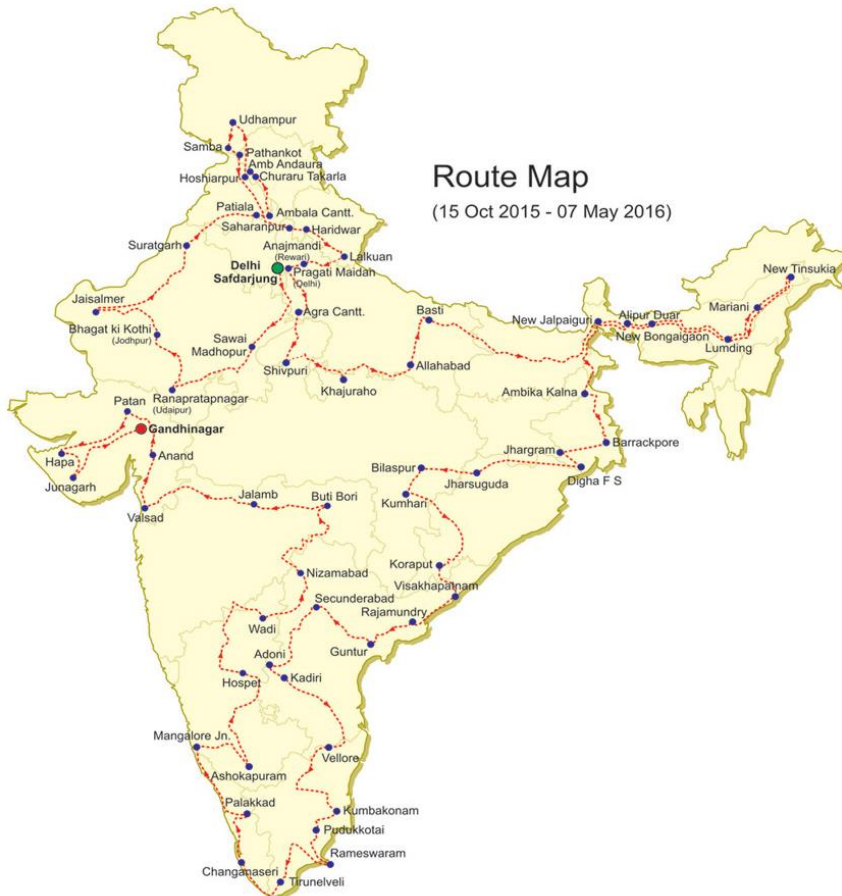 Route Map
(15 Oct 2015 - 07 May 2016)
Udhampur
Samba
Pathankot
Amb Andaura
Hoshiarpur
Churaru Takarla
Patiala
Ambala Cantt.
Saharanpur
Haridwar
Suratgarh
Anajmandi
(Rewari)
Lalkuan
Delhi
Safdarjung
Pragati Maidan
(Delhi)
New Tinsukia
Jaisalmer
Mariani
Agra Cantt.
Basti
New Jalpaiguri
Alipur Duar
Bhagat ki Kothi
(Jodhpur)
New Bongaigaon
Sawai
Madhopur
Lumding
Shivpuri
Allahabad
Khajuraho
Ranapratapnagar
(Udaipur)
Ambika Kalna
Patan
Gandhinagar
Barrackpore
Jhargram
Hapa
Anand
Bilaspur
Junagarh
Jharsuguda
Digha F S
Jalamb
Buti Bori
Kumhari
Valsad
Koraput
Nizamabad
Visakhapatnam
Secunderabad
Rajamundry
Wadi
Guntur
Adoni
Hospet
Kadiri
Mangalore Jn.
Vellore
Ashokapuram
Palakkad
Kumbakonam
Pudukkotai
Rameswaram
Changanaseri
Tirunelveli